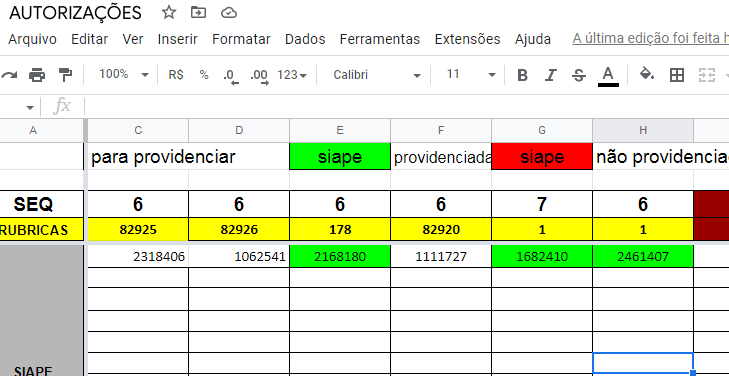 AUTORIZAÇÕES
Arquivo Editar Ver Inserir Formatar Dados Ferramentas Extensões Ajuda A última edição foi feita h
100% R$ % .0 .00 123 Calibri 11 B I S A
fx
A C D E F G H
para providenciar siape providenciada siape não providencia
SEQ 6 6 6 6 7 6
RUBRICAS 82925 82926 178 82920 1 1
2318406 1062541 2168180 1111727 1682410 2461407
SIAPE